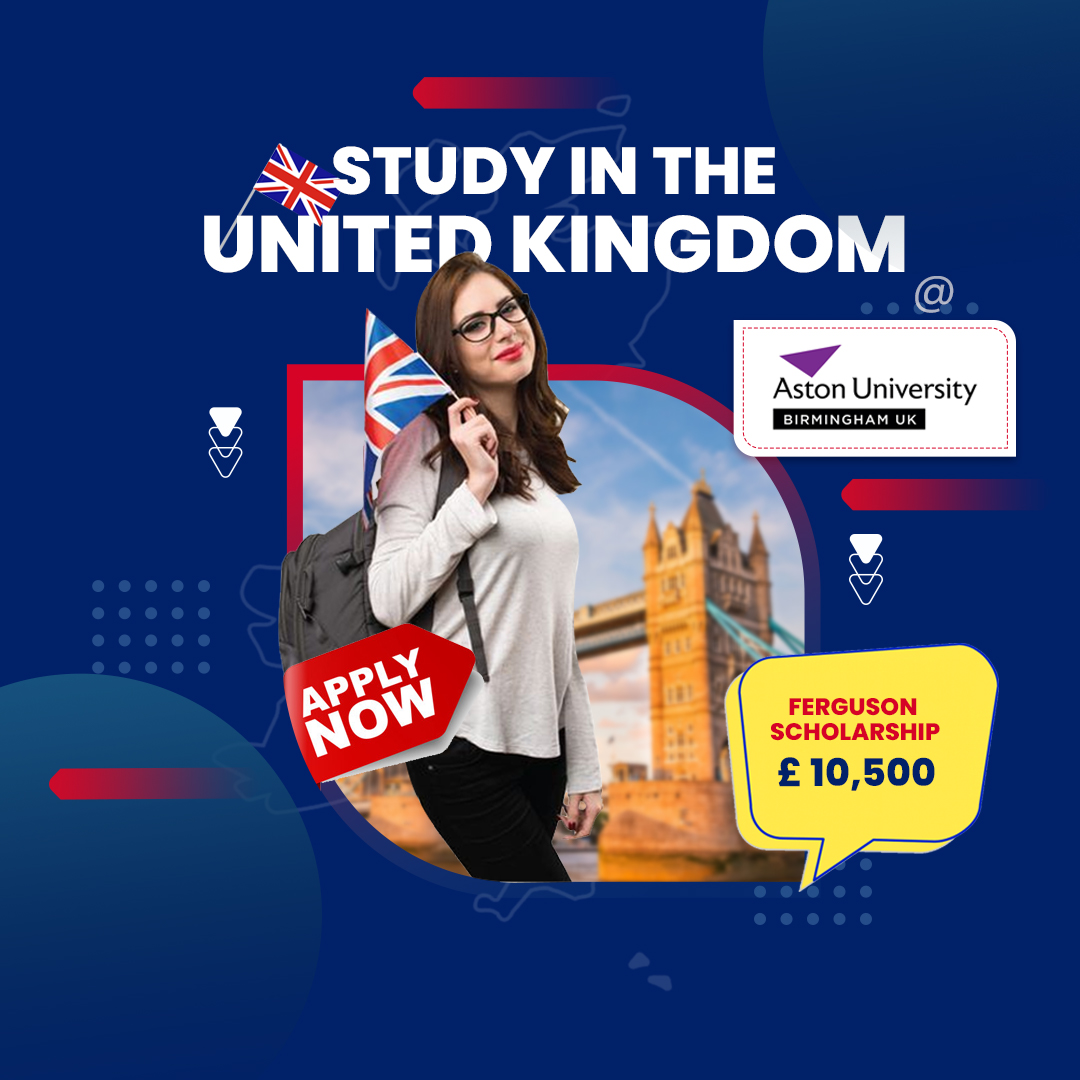 STUDY IN THE
UNITED KINGDOM
@
Aston University
BIRMINGHAM UK
APPLY
NOW
FERGUSON
SCHOLARSHIP
£ 10,500